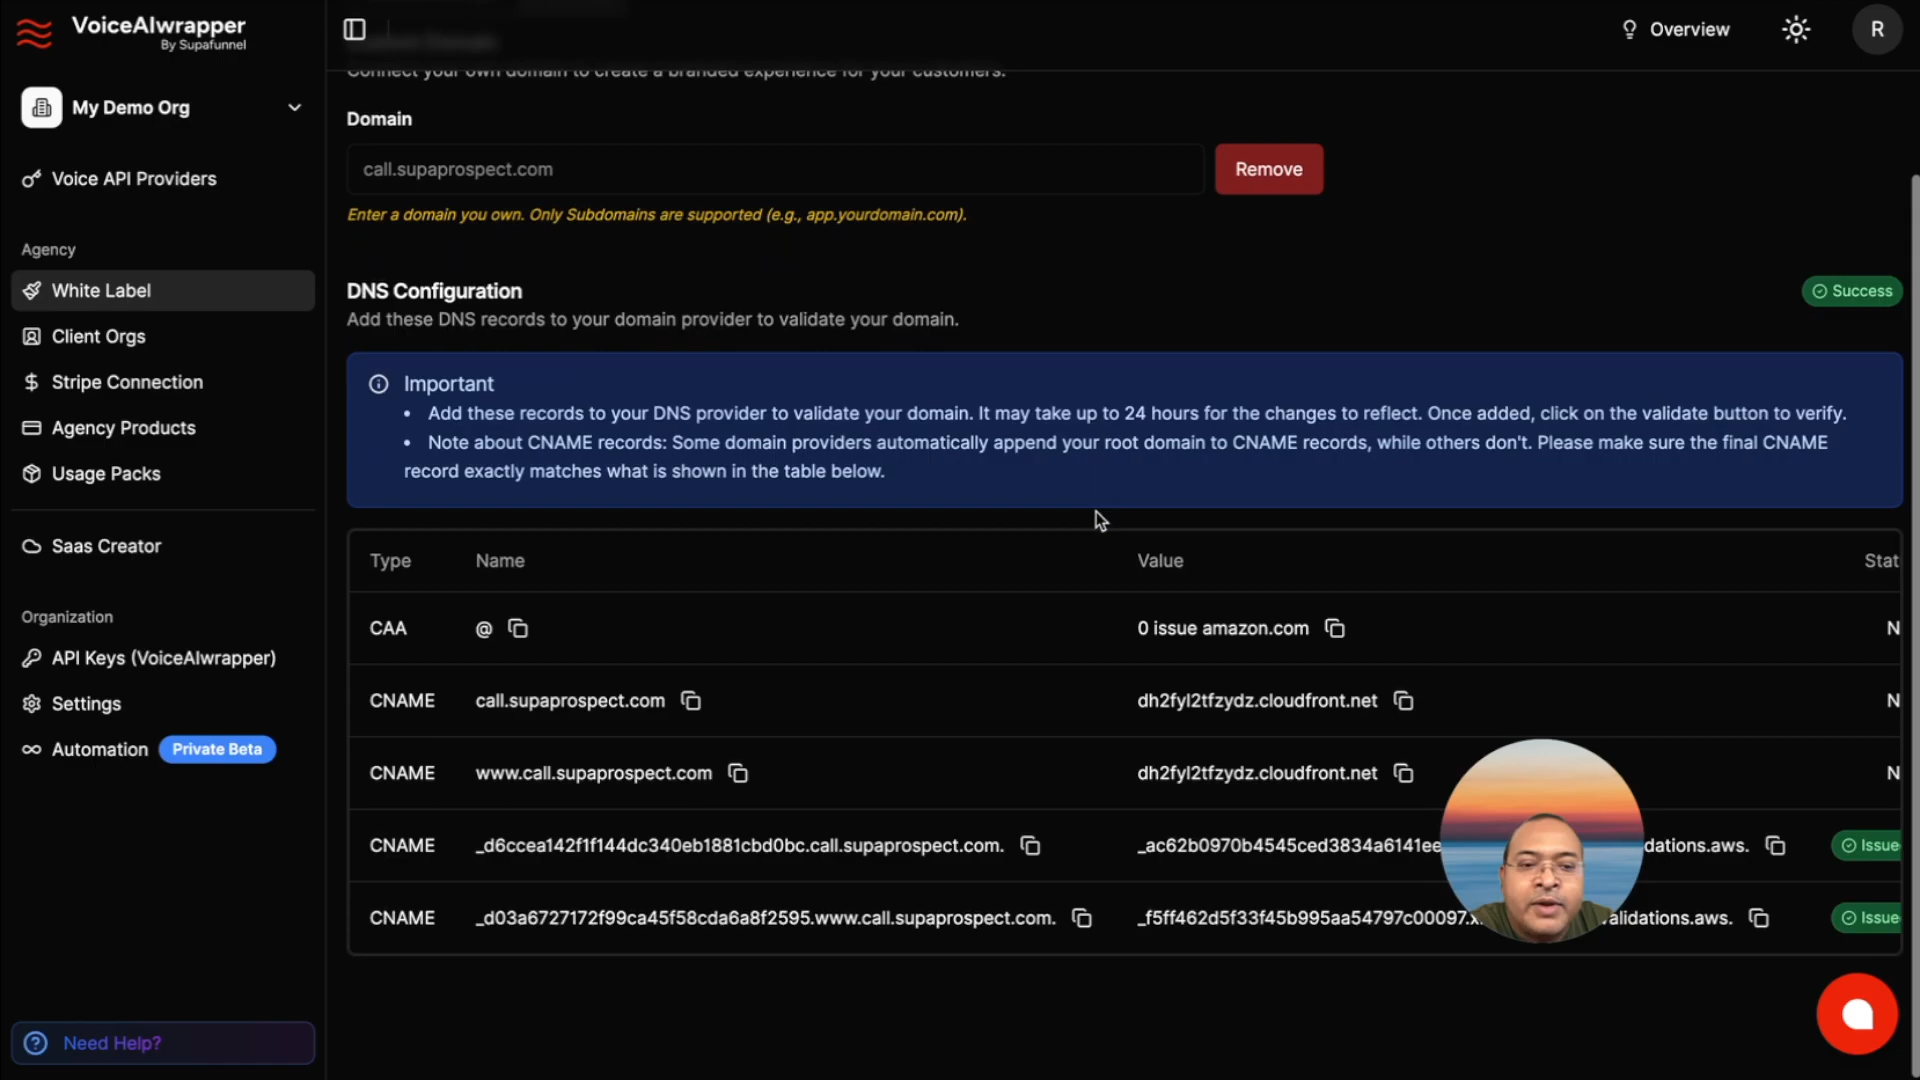 VoiceAIwrapper
By Supafunnel
My Demo Org
Voice API Providers
Agency
White Label
Client Orgs
Stripe Connection
Agency Products
Usage Packs
Saas Creator
Organization
API Keys (VoiceAIwrapper)
Settings
Automation Private Beta
Need Help?
Overview
R
Connect your own domain to create a branded experience for your customers.
Domain
call.supaprospect.com
Remove
Enter a domain you own. Only Subdomains are supported (e.g., app.yourdomain.com).
DNS Configuration
Success
Add these DNS records to your domain provider to validate your domain.
Important
• Add these records to your DNS provider to validate your domain. It may take up to 24 hours for the changes to reflect. Once added, click on the validate button to verify.
• Note about CNAME records: Some domain providers automatically append your root domain to CNAME records, while others don't. Please make sure the final CNAME
record exactly matches what is shown in the table below.
Type Name Value Stat
CAA @ 0 issue amazon.com N
CNAME call.supaprospect.com dh2fyl2tfzydz.cloudfront.net N
CNAME www.call.supaprospect.com dh2fyl2tfzydz.cloudfront.net N
CNAME _d6ccea142f1f144dc340eb1881cbd0bc.call.supaprospect.com. _ac62b0970b4545ced3834a6141ee dations.aws. Issue
CNAME _d03a6727172f99ca45f58cda6a8f2595.www.call.supaprospect.com. _f5ff462d5f33f45b995aa54797c00097.x alidations.aws. Issue